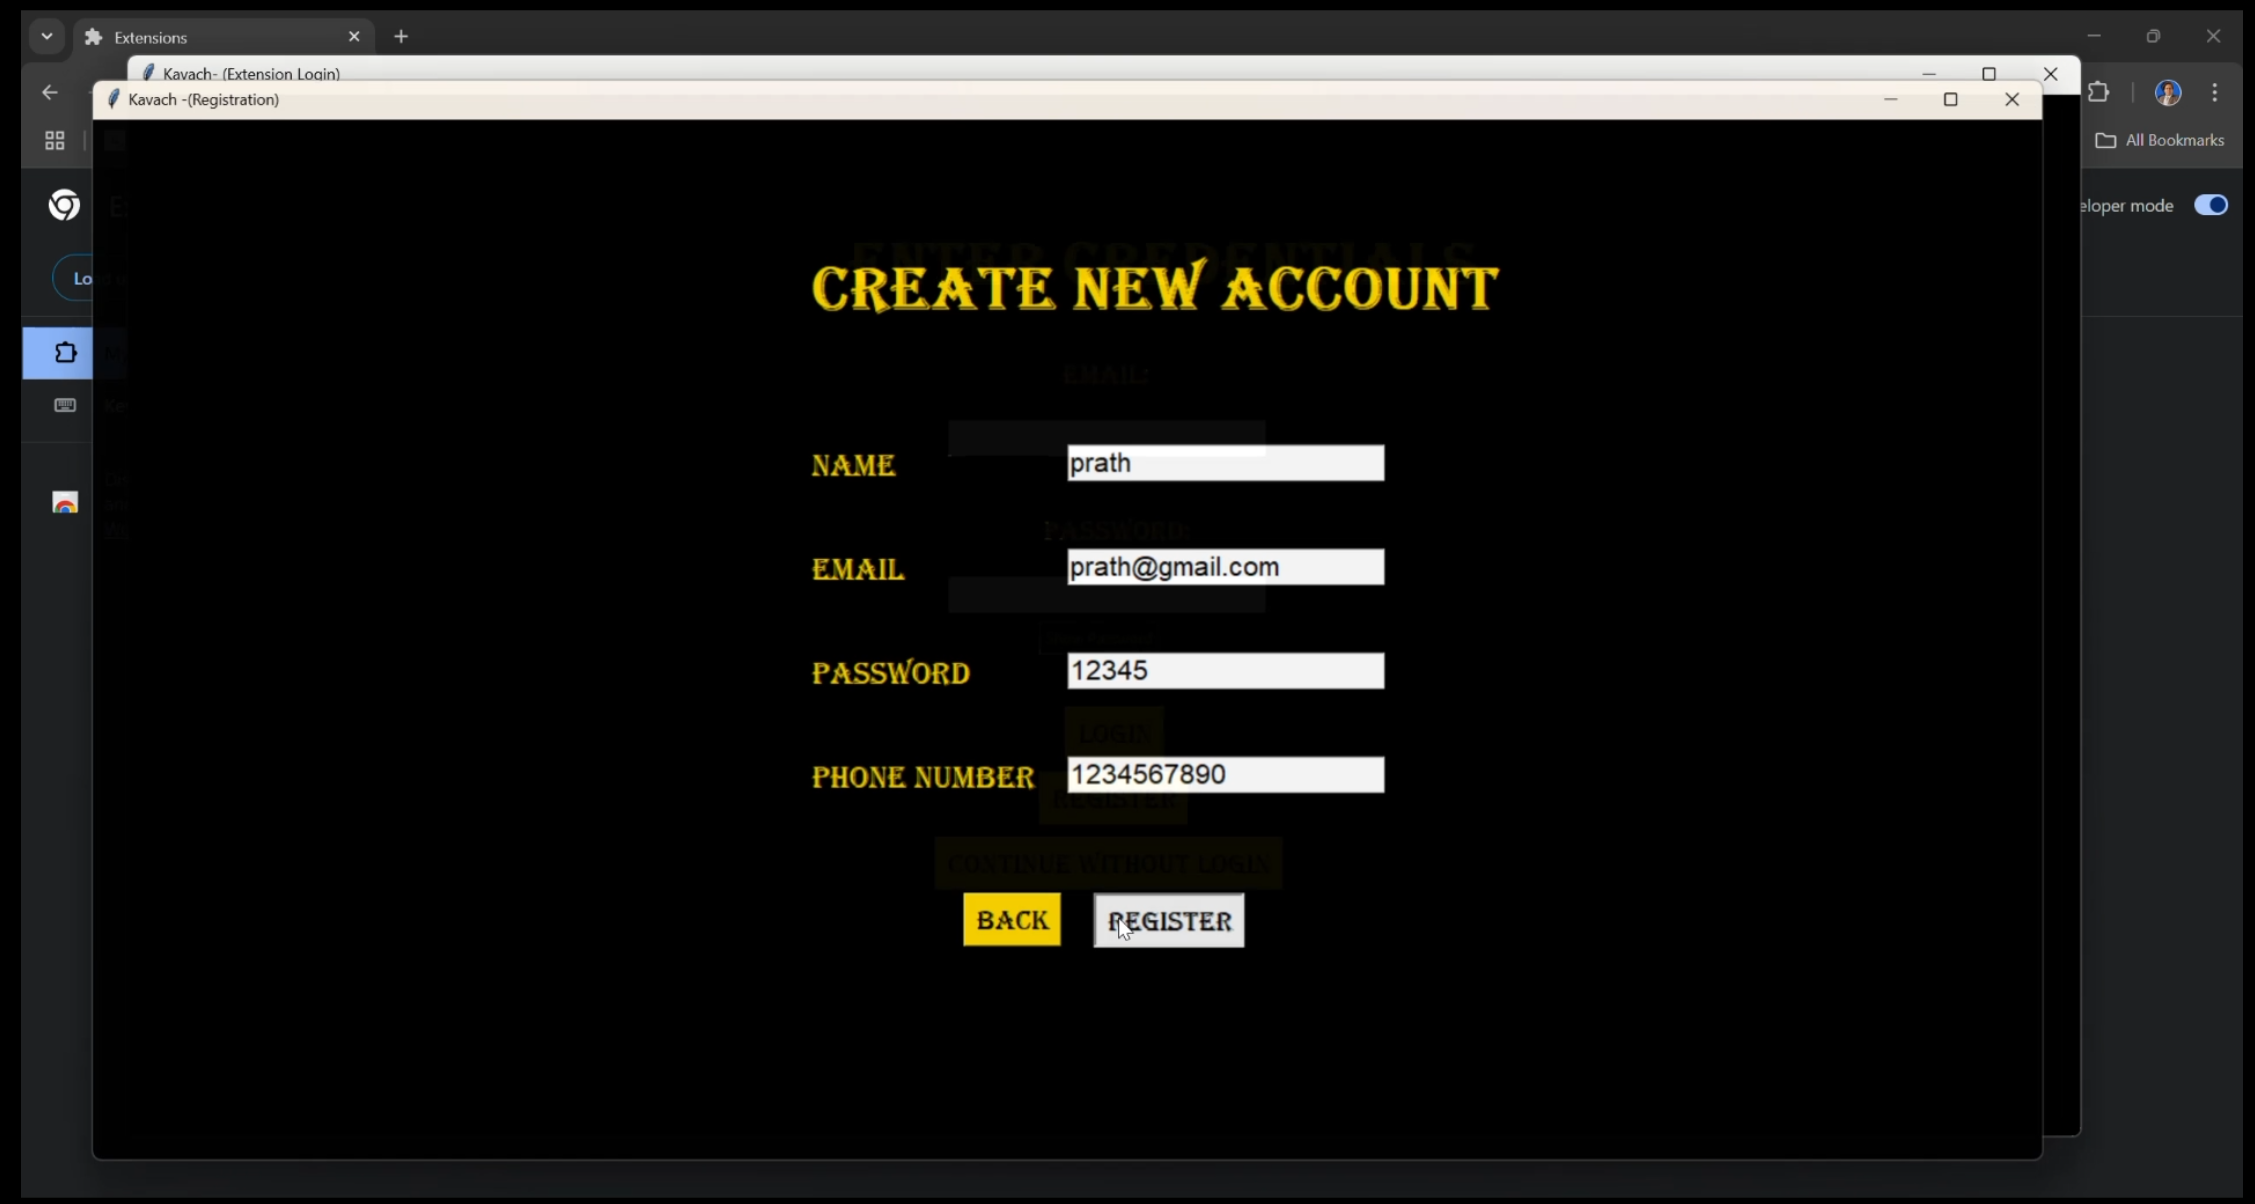 Extensions
Kavach- (Extension Login)
Kavach -(Registration)
All Bookmarks
eloper mode
Lo
ENTER CREDENTIALS
CREATE NEW ACCOUNT
EMAIL:
NAME prath
PASSWORD:
EMAIL prath@gmail.com
PASSWORD 12345
LOGIN
PHONE NUMBER 1234567890
REGISTER
CONTINUE WITHOUT LOGIN
BACK REGISTER